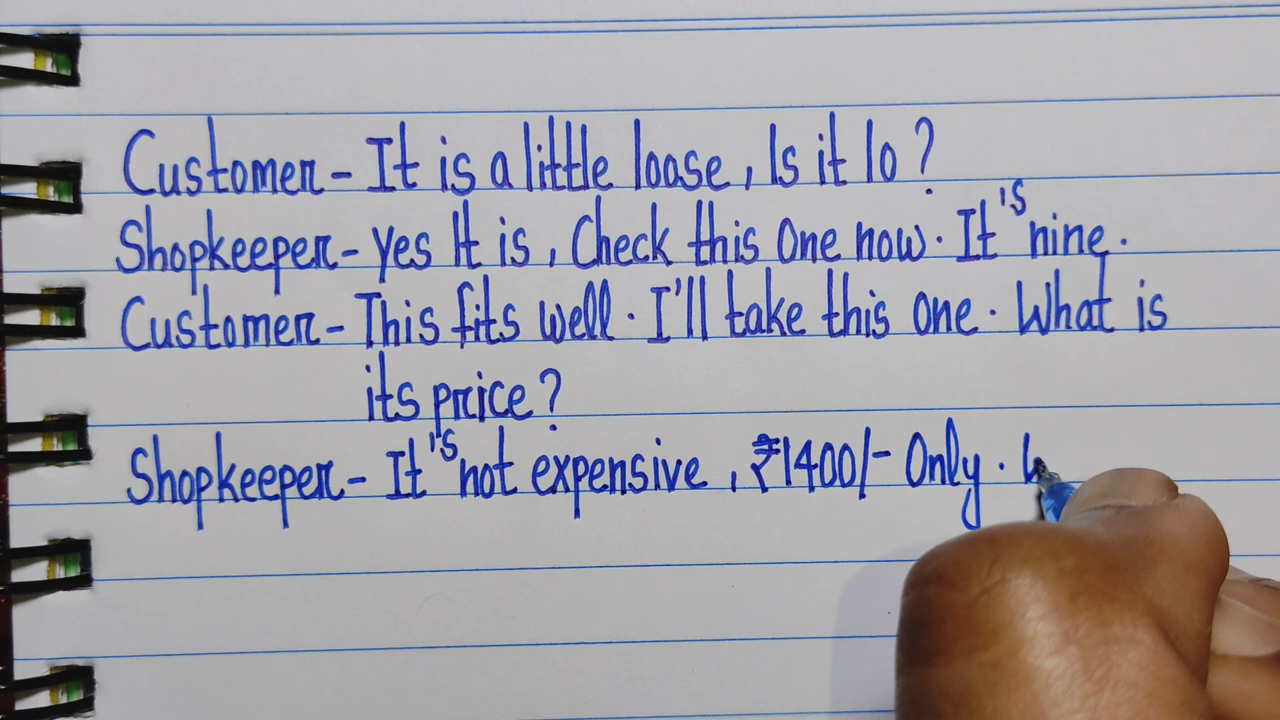 Customer - It is a little loase, Is it 10?
Shopkeeper - yes It is, Check this One now. It's nine.
Customer - This fits well. I'll take this one. What is
its price?
Shopkeeper - It's not expensive, ₹1400/- Only.